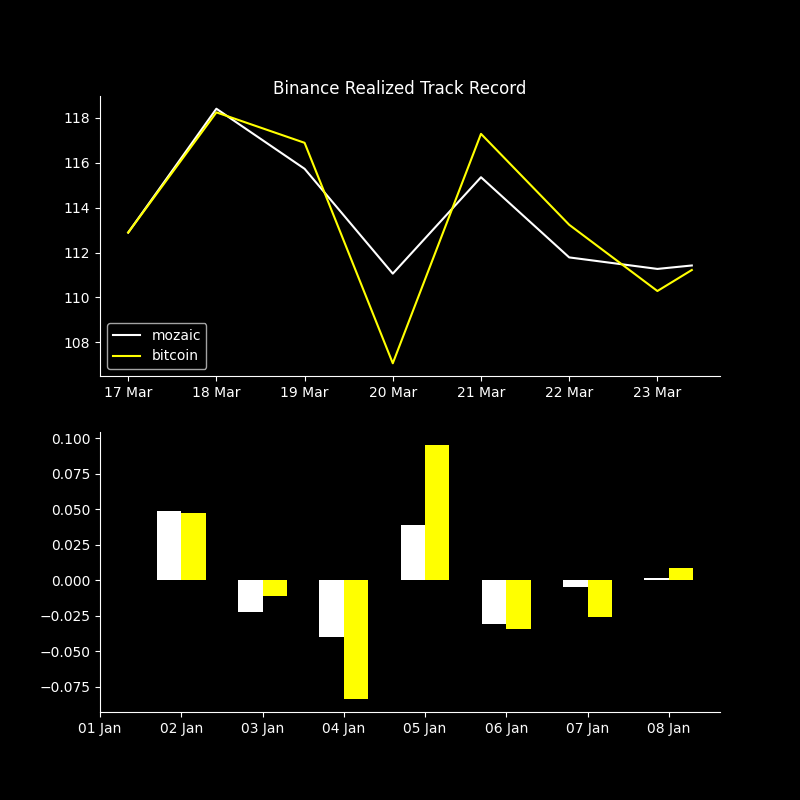 Binance Realized Track Record
118
116
114
112
110
108
mozaic
bitcoin
17 Mar 18 Mar 19 Mar 20 Mar 21 Mar 22 Mar 23 Mar
0.100
0.075
0.050
0.025
0.000
−0.025
−0.050
−0.075
01 Jan 02 Jan 03 Jan 04 Jan 05 Jan 06 Jan 07 Jan 08 Jan